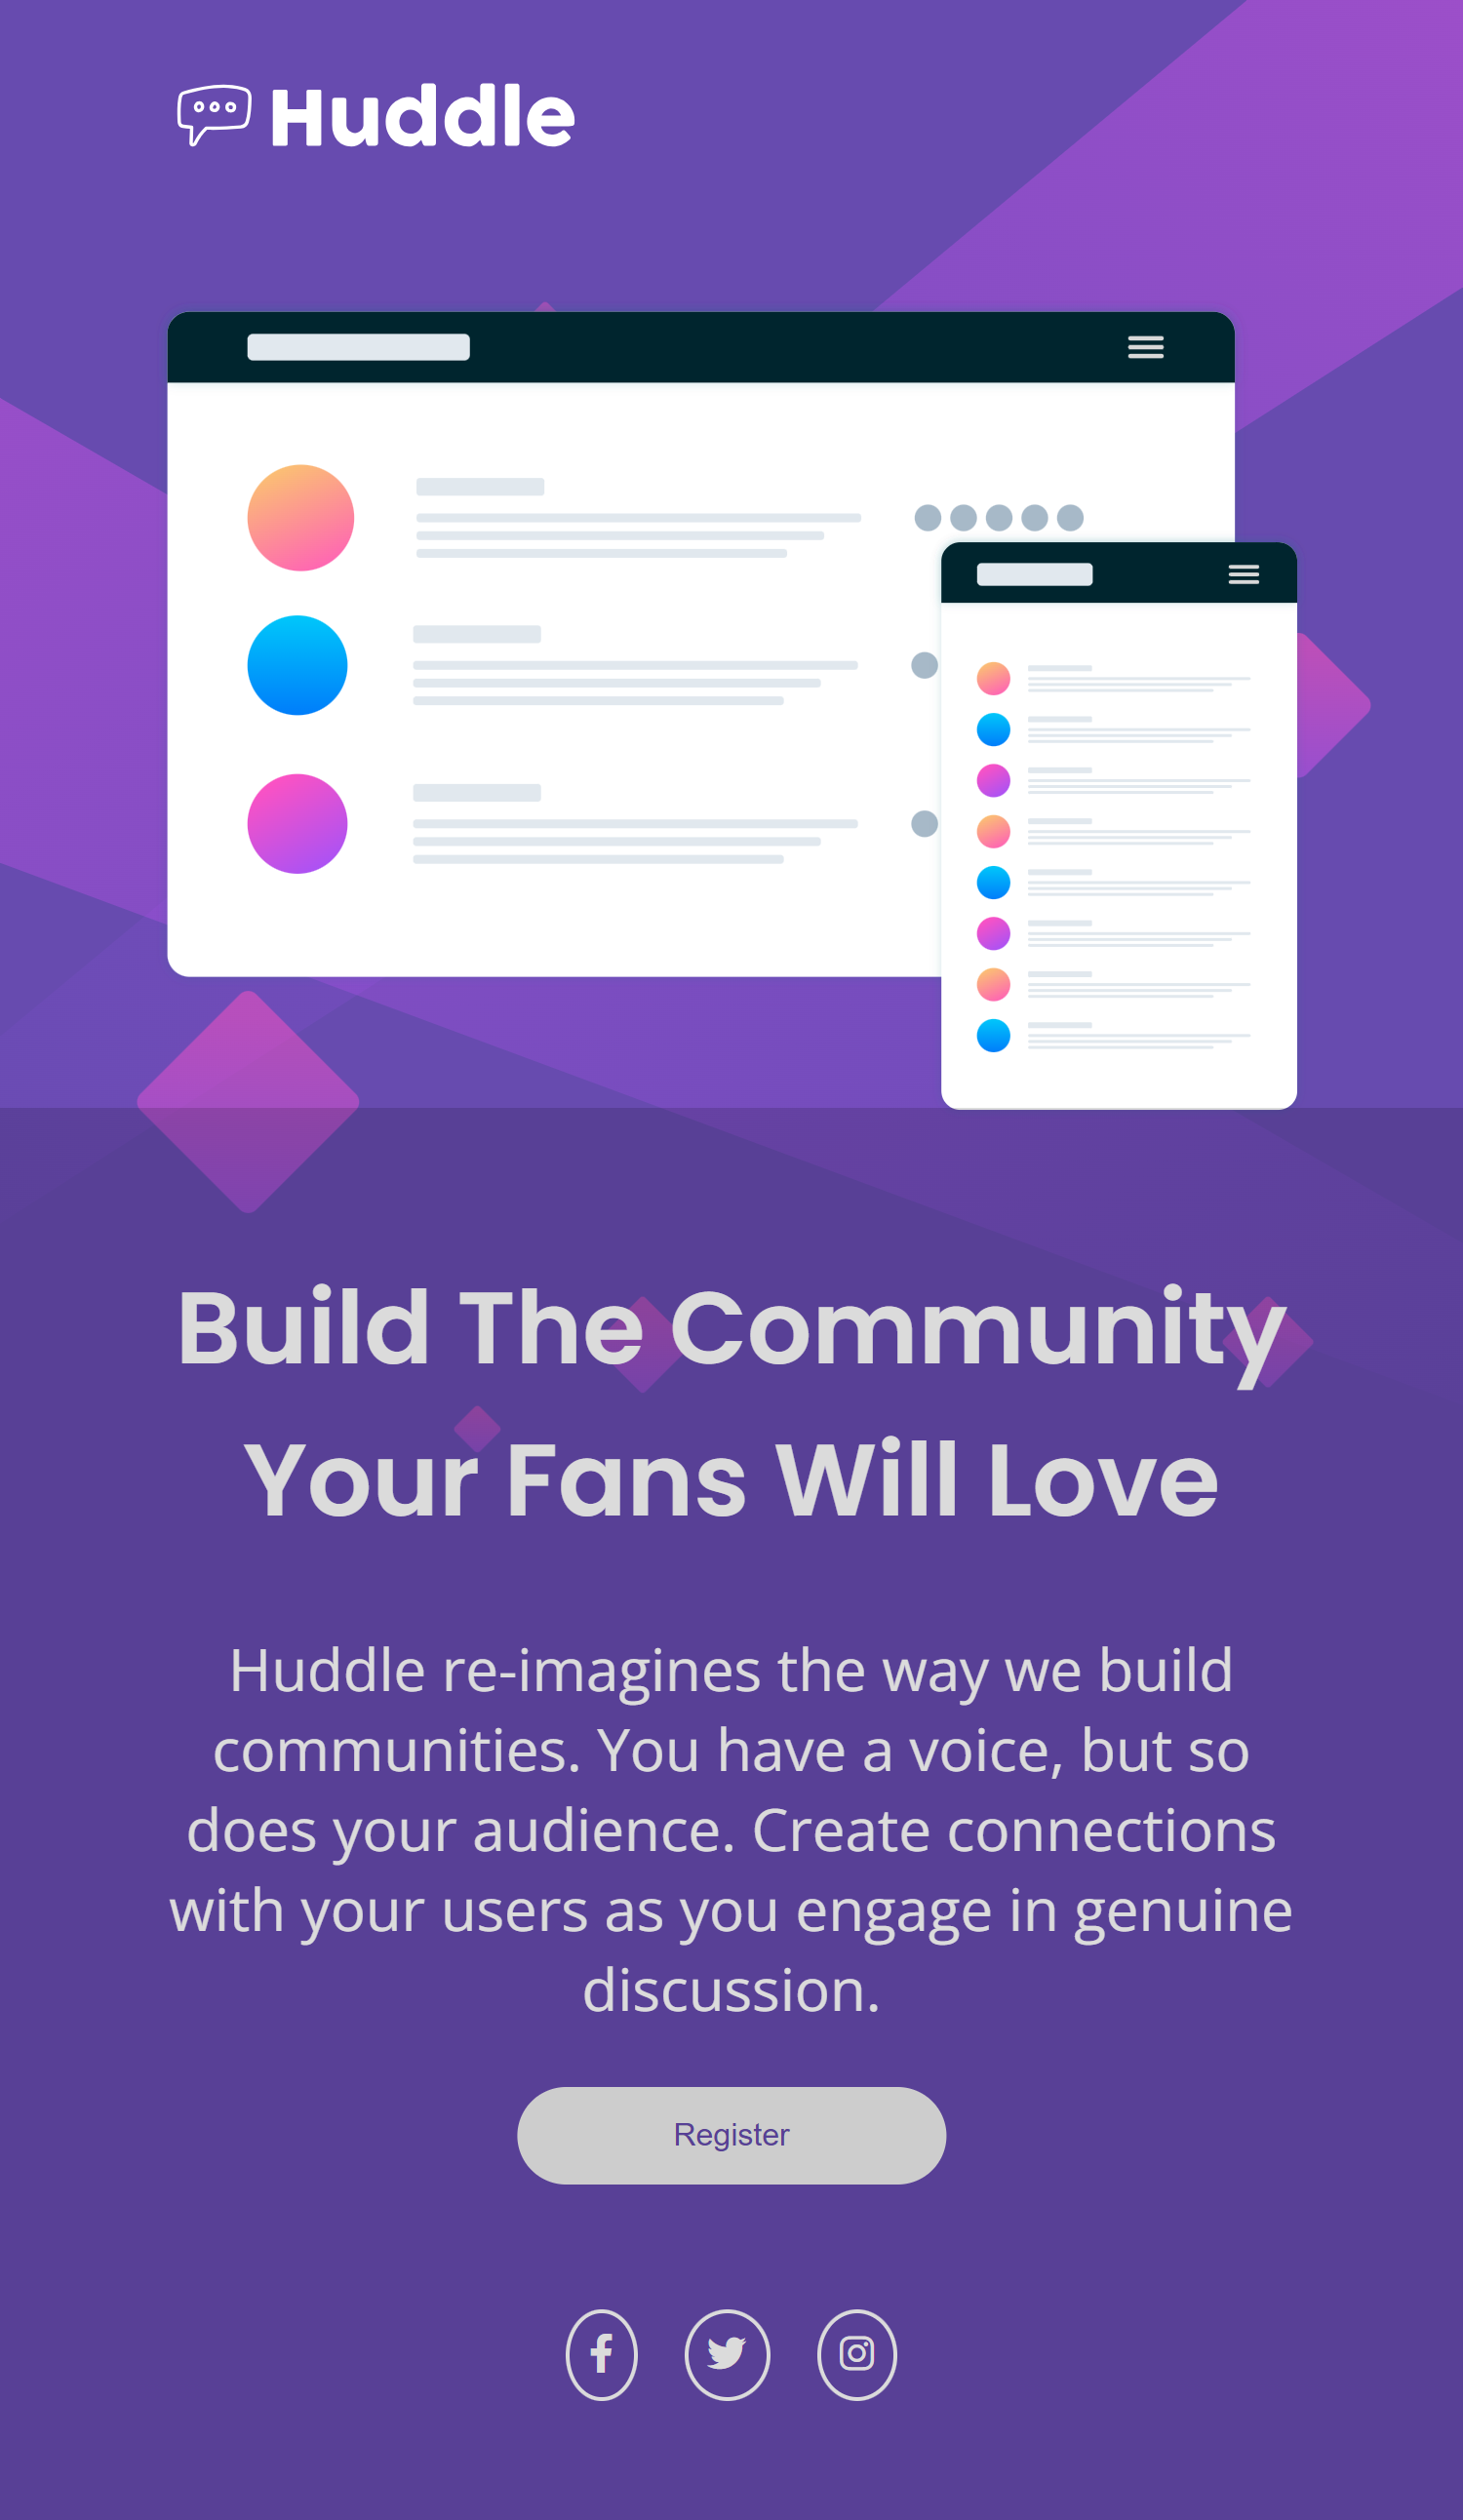 Huddle
Build The Community
Your Fans Will Love
Huddle re-imagines the way we build
communities. You have a voice, but so
does your audience. Create connections
with your users as you engage in genuine
discussion.
Register